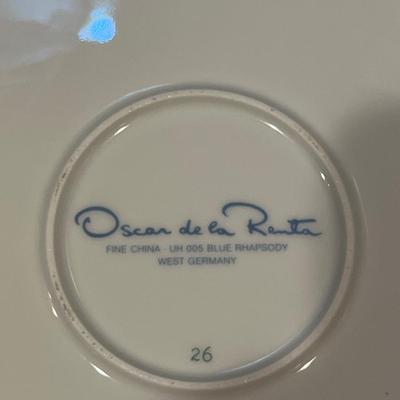 Oscar de la Renta
FINE CHINA · UH 005 BLUE RHAPSODY
WEST GERMANY
26